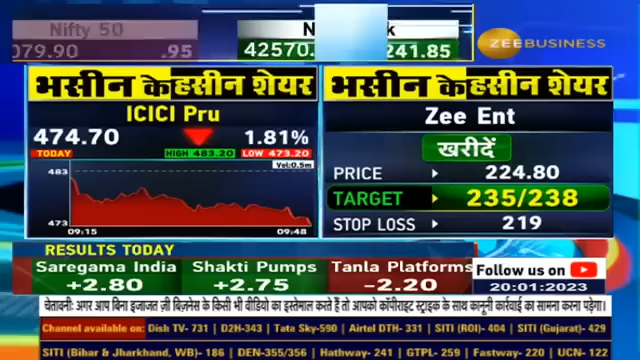 Nifty 50
079.90 .95
N k
42570. 241.85
ZEEBUSINESS
भसीन के हसीन शेयर
ICICI Pru
474.70 1.81%
TODAY HIGH 483.20 LOW 473.20
Vol:0.5m
483
473
09:15 09:48
भसीन के हसीन शेयर
Zee Ent
खरीदें
PRICE 224.80
TARGET 235/238
STOP LOSS 219
RESULTS TODAY
Saregama India Shakti Pumps Tanla Platforms
+2.80 +2.75 -2.20
Follow us on
20:01:2023
चेतावनी: अगर आप बिना इजाजत ज़ी बिज़नेस के किसी भी वीडियो का इस्तेमाल करते हैं तो आपको कॉपीराइट स्ट्राइक के साथ कानूनी कार्रवाई का सामना करना पड़ेगा।
Channel available on: Dish TV- 731 | D2H-343 | Tata Sky-590 | Airtel DTH- 331 | SITI (ROI) - 404 | SITI (Gujarat) - 429
SITI (Bihar & Jharkhand, WB)- 186 | DEN-355/356 | Hathway- 241 | GTPL- 259 | Fastway- 220 | UCN- 122